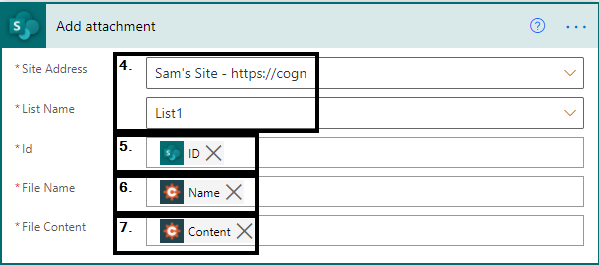 Add attachment
* Site Address 4. Sam's Site - https://cogn
* List Name List1
* Id 5. ID
* File Name 6. Name
* File Content 7. Content